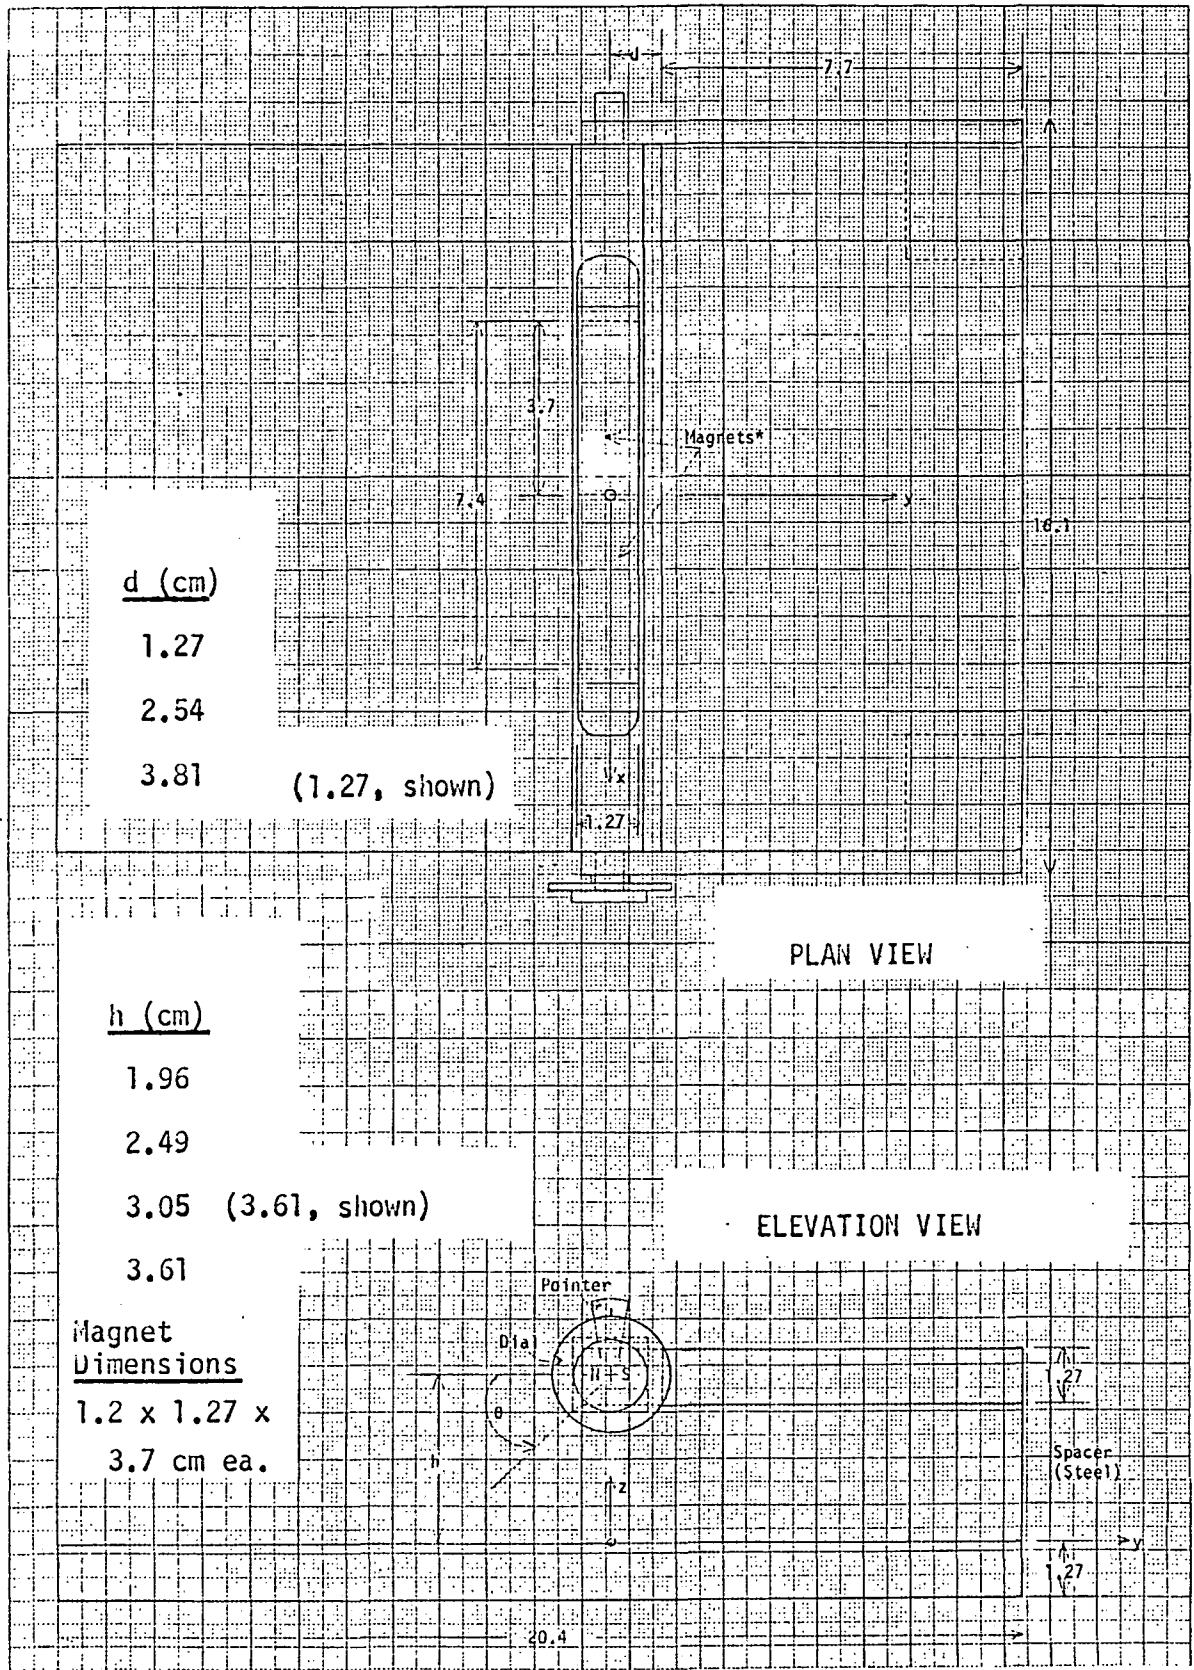 d
7.7
3.7
Magnets*
7.4
y
16.1
d (cm)
1.27
2.54
3.81
(1.27, shown)
x
1.27
PLAN VIEW
h (cm)
1.96
2.49
3.05 (3.61, shown)
3.61
ELEVATION VIEW
Pointer
Dial
N + S
1.27
Magnet
Dimensions
1.2 x 1.27 x
3.7 cm ea.
θ
h
Spacer
(Steel)
z
y
1.27
20.4